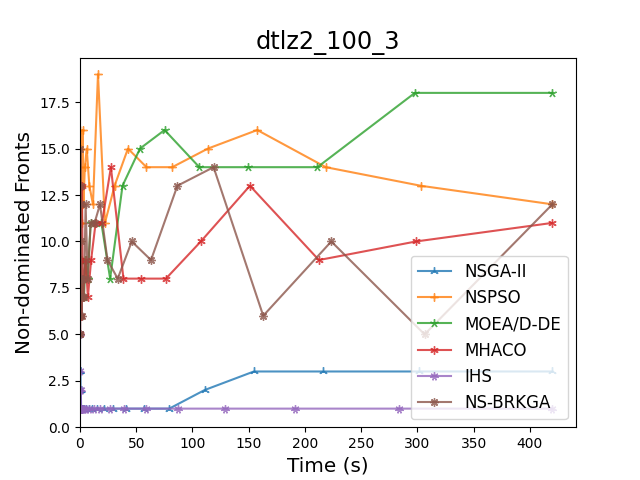 dtlz2_100_3
Non-dominated Fronts
17.5
15.0
12.5
10.0
7.5
5.0
2.5
0.0
0
50
100
150
200
250
300
350
400
Time (s)
NSGA-II
NSPSO
MOEA/D-DE
MHACO
IHS
NS-BRKGA